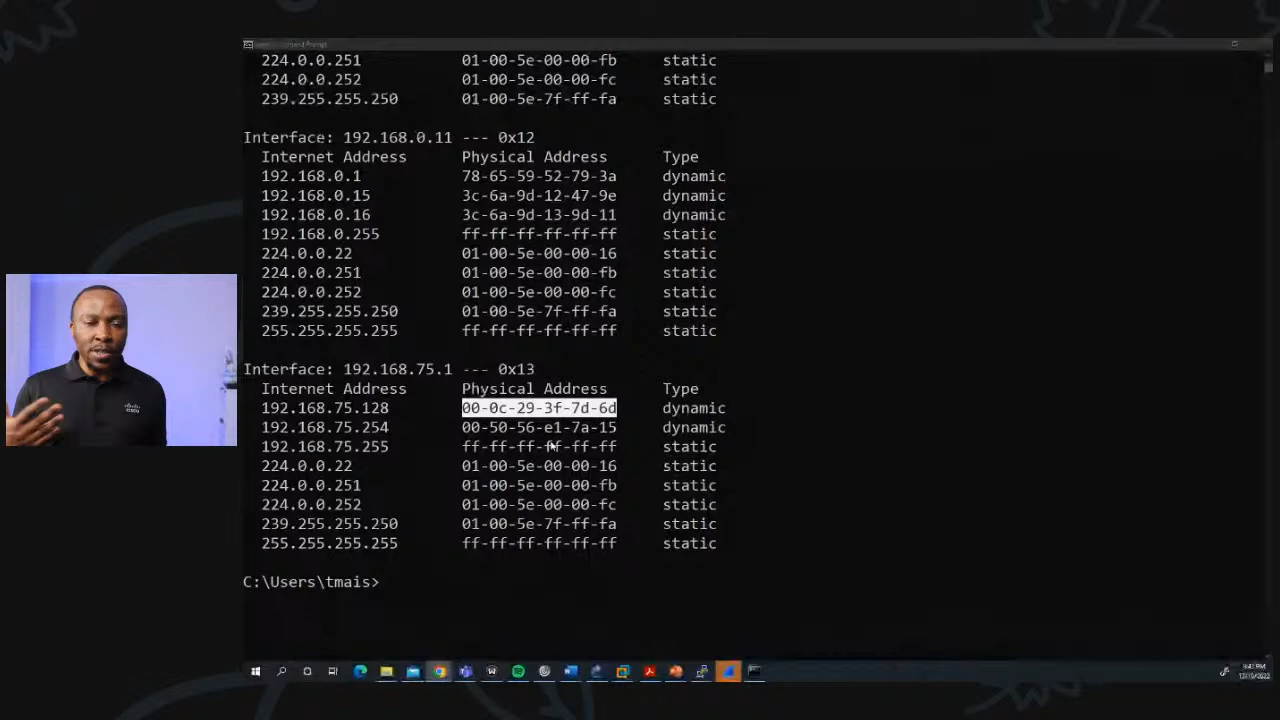 224.0.0.251 01-00-5e-00-00-fb static
224.0.0.252 01-00-5e-00-00-fc static
239.255.255.250 01-00-5e-7f-ff-fa static
Interface: 192.168.0.11 --- 0x12
Internet Address Physical Address Type
192.168.0.1 78-65-59-52-79-3a dynamic
192.168.0.15 3c-6a-9d-12-47-9e dynamic
192.168.0.16 3c-6a-9d-13-9d-11 dynamic
192.168.0.255 ff-ff-ff-ff-ff-ff static
224.0.0.22 01-00-5e-00-00-16 static
224.0.0.251 01-00-5e-00-00-fb static
224.0.0.252 01-00-5e-00-00-fc static
239.255.255.250 01-00-5e-7f-ff-fa static
255.255.255.255 ff-ff-ff-ff-ff-ff static
Interface: 192.168.75.1 --- 0x13
Internet Address Physical Address Type
192.168.75.128 00-0c-29-3f-7d-6d dynamic
192.168.75.254 00-50-56-e1-7a-15 dynamic
192.168.75.255 ff-ff-ff-ff-ff-ff static
224.0.0.22 01-00-5e-00-00-16 static
224.0.0.251 01-00-5e-00-00-fb static
224.0.0.252 01-00-5e-00-00-fc static
239.255.255.250 01-00-5e-7f-ff-fa static
255.255.255.255 ff-ff-ff-ff-ff-ff static
C:\Users\tmais>